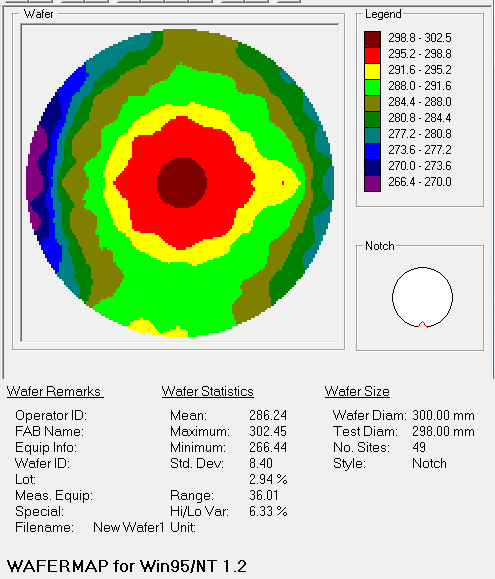 Wafer
Legend
298.8 - 302.5
295.2 - 298.8
291.6 - 295.2
288.0 - 291.6
284.4 - 288.0
280.8 - 284.4
277.2 - 280.8
273.6 - 277.2
270.0 - 273.6
266.4 - 270.0
Notch
Wafer Remarks
Operator ID:
FAB Name:
Equip Info:
Wafer ID:
Lot:
Meas. Equip:
Special:
Filename: New Wafer1
Wafer Statistics
Mean: 286.24
Maximum: 302.45
Minimum: 266.44
Std. Dev: 8.40
2.94 %
Range: 36.01
Hi/Lo Var: 6.33 %
Unit:
Wafer Size
Wafer Diam: 300.00 mm
Test Diam: 298.00 mm
No. Sites: 49
Style: Notch
WAFERMAP for Win95/NT 1.2